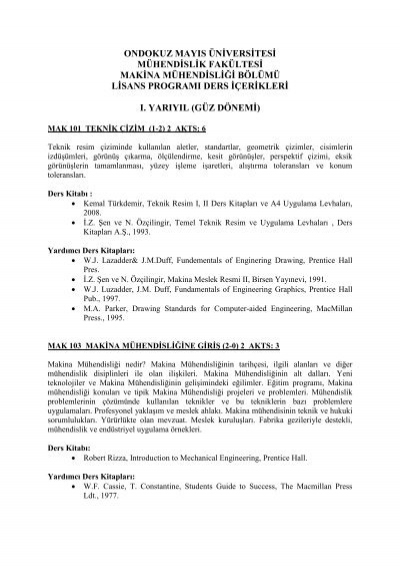 ONDOKUZ MAYIS ÜNİVERSİTESİ
MÜHENDİSLİK FAKÜLTESİ
MAKİNA MÜHENDİSLİĞİ BÖLÜMÜ
LİSANS PROGRAMI DERS İÇERİKLERİ
I. YARIYIL (GÜZ DÖNEMİ)
MAK 101 TEKNİK ÇİZİM (1-2) 2 AKTS: 6
Teknik resim çiziminde kullanılan aletler, standartlar, geometrik çizimler, cisimlerin
izdüşümleri, görünüş çıkarma, ölçülendirme, kesit görünüşler, perspektif çizimi, eksik
görünüşlerin tamamlanması, yüzey işleme işaretleri, alıştırma toleransları ve konum
toleransları.
Ders Kitabı :
• Kemal Türkdemir, Teknik Resim I, II Ders Kitapları ve A4 Uygulama Levhaları,
2008.
• İ.Z. Şen ve N. Özçilingir, Temel Teknik Resim ve Uygulama Levhaları , Ders
Kitapları A.Ş., 1993.
Yardımcı Ders Kitapları:
• W.J. Lazadder& J.M.Duff, Fundementals of Enginering Drawing, Prentice Hall
Pres.
• İ.Z. Şen ve N. Özçilingir, Makina Meslek Resmi II, Birsen Yayınevi, 1991.
• W.J. Luzadder, J.M. Duff, Fundamentals of Engineering Graphics, Prentice Hall
Pub., 1997.
• M.A. Parker, Drawing Standards for Computer-aided Engineering, MacMillan
Press., 1995.
MAK 103 MAKİNA MÜHENDİSLİĞİNE GİRİŞ (2-0) 2 AKTS: 3
Makina Mühendisliği nedir? Makina Mühendisliğinin tarihçesi, ilgili alanları ve diğer
mühendislik disiplinleri ile olan ilişkileri. Makina Mühendisliğinin alt dalları. Yeni
teknolojiler ve Makina Mühendisliğinin gelişimindeki eğilimler. Eğitim programı, Makina
mühendisliği konuları ve tipik Makina Mühendisliği projeleri ve problemleri. Mühendislik
problemlerinin çözümünde kullanılan teknikler ve bu tekniklerin bazı problemlere
uygulamaları. Profesyonel yaklaşım ve meslek ahlakı. Makina mühendisinin teknik ve hukuki
sorumlulukları. Yürürlükte olan mevzuat. Meslek kuruluşları. Fabrika gezileriyle destekli,
mühendislik ve endüstriyel uygulama örnekleri.
Ders Kitabı:
• Robert Rizza, Introduction to Mechanical Engineering, Prentice Hall.
Yardımcı Ders Kitapları:
• W.F. Cassie, T. Constantine, Students Guide to Success, The Macmillan Press
Ldt., 1977.